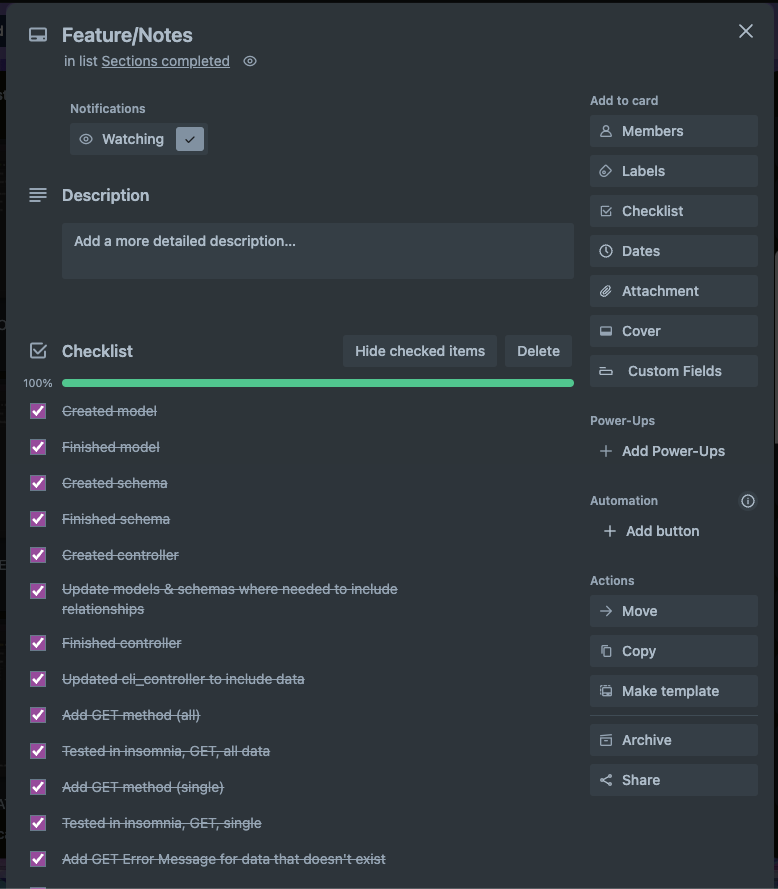 Feature/Notes
in list Sections completed
Notifications
Watching
Description
Add a more detailed description...
Checklist
Hide checked items
Delete
100%
Created model
Finished model
Created schema
Finished schema
Created controller
Update models & schemas where needed to include
relationships
Finished controller
Updated cli_controller to include data
Add GET method (all)
Tested in insomnia, GET, all data
Add GET method (single)
Tested in insomnia, GET, single
Add GET Error Message for data that doesn't exist
Add to card
Members
Labels
Checklist
Dates
Attachment
Cover
Custom Fields
Power-Ups
Add Power-Ups
Automation
Add button
Actions
Move
Copy
Make template
Archive
Share